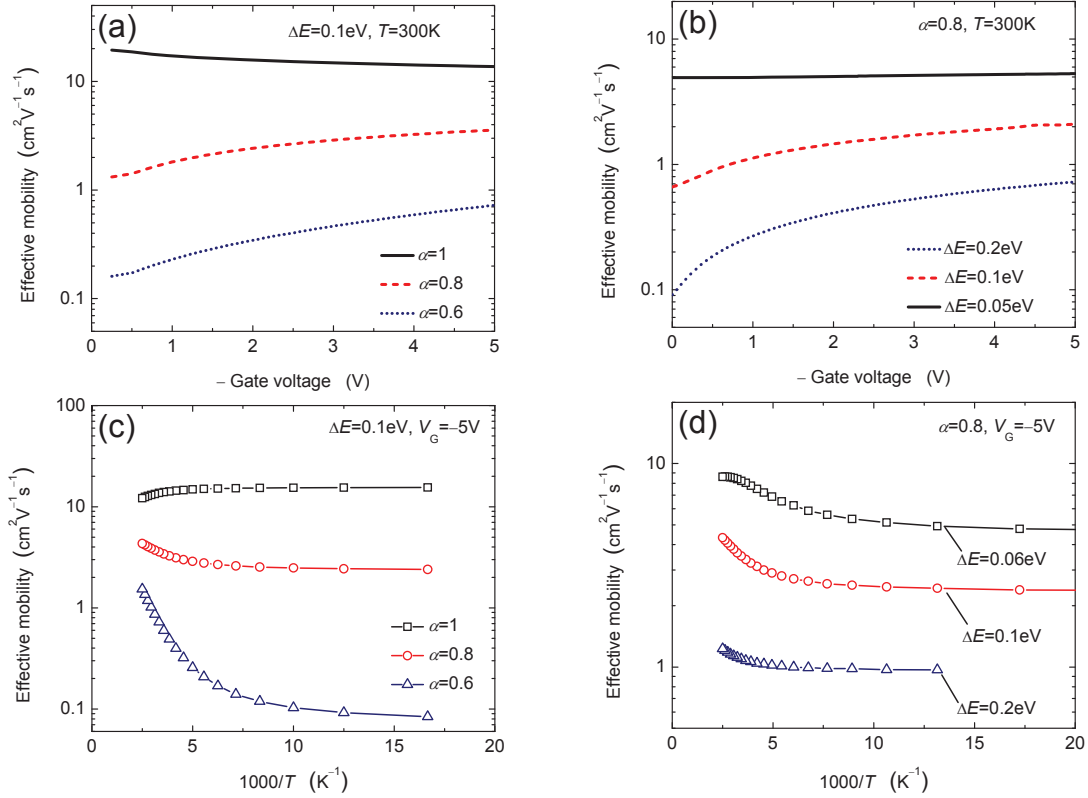 (a)
ΔE=0.1eV, T=300K
Effective mobility (cm²V⁻¹s⁻¹)
10
1
0.1
α=1
α=0.8
α=0.6
0 1 2 3 4 5
− Gate voltage (V)
(b)
α=0.8, T=300K
Effective mobility (cm²V⁻¹s⁻¹)
10
1
0.1
ΔE=0.2eV
ΔE=0.1eV
ΔE=0.05eV
0 1 2 3 4 5
− Gate voltage (V)
(c)
ΔE=0.1eV, V_G=−5V
Effective mobility (cm²V⁻¹s⁻¹)
100
10
1
0.1
α=1
α=0.8
α=0.6
0 5 10 15 20
1000/T (K⁻¹)
(d)
α=0.8, V_G=−5V
Effective mobility (cm²V⁻¹s⁻¹)
10
1
ΔE=0.06eV
ΔE=0.1eV
ΔE=0.2eV
0 5 10 15 20
1000/T (K⁻¹)